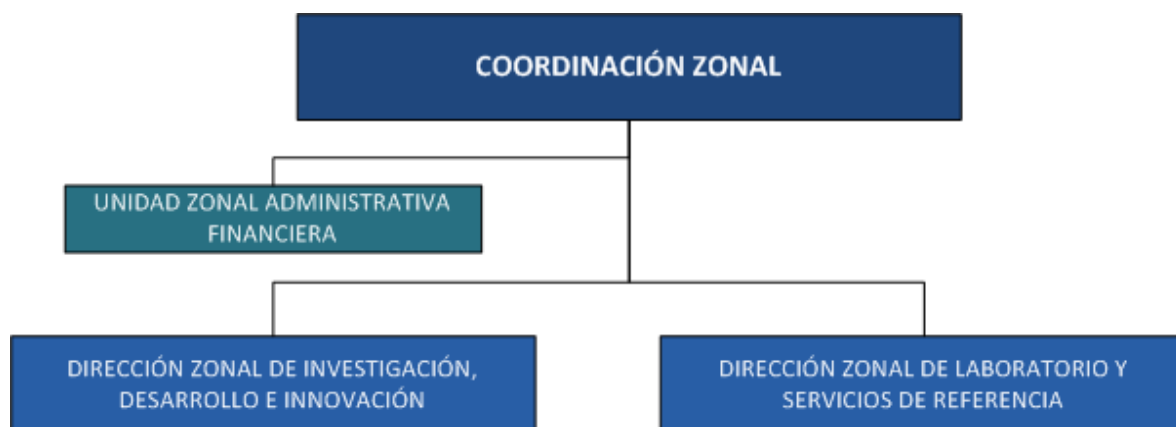 COORDINACIÓN ZONAL
UNIDAD ZONAL ADMINISTRATIVA
FINANCIERA
DIRECCIÓN ZONAL DE INVESTIGACIÓN,
DESARROLLO E INNOVACIÓN
DIRECCIÓN ZONAL DE LABORATORIO Y
SERVICIOS DE REFERENCIA